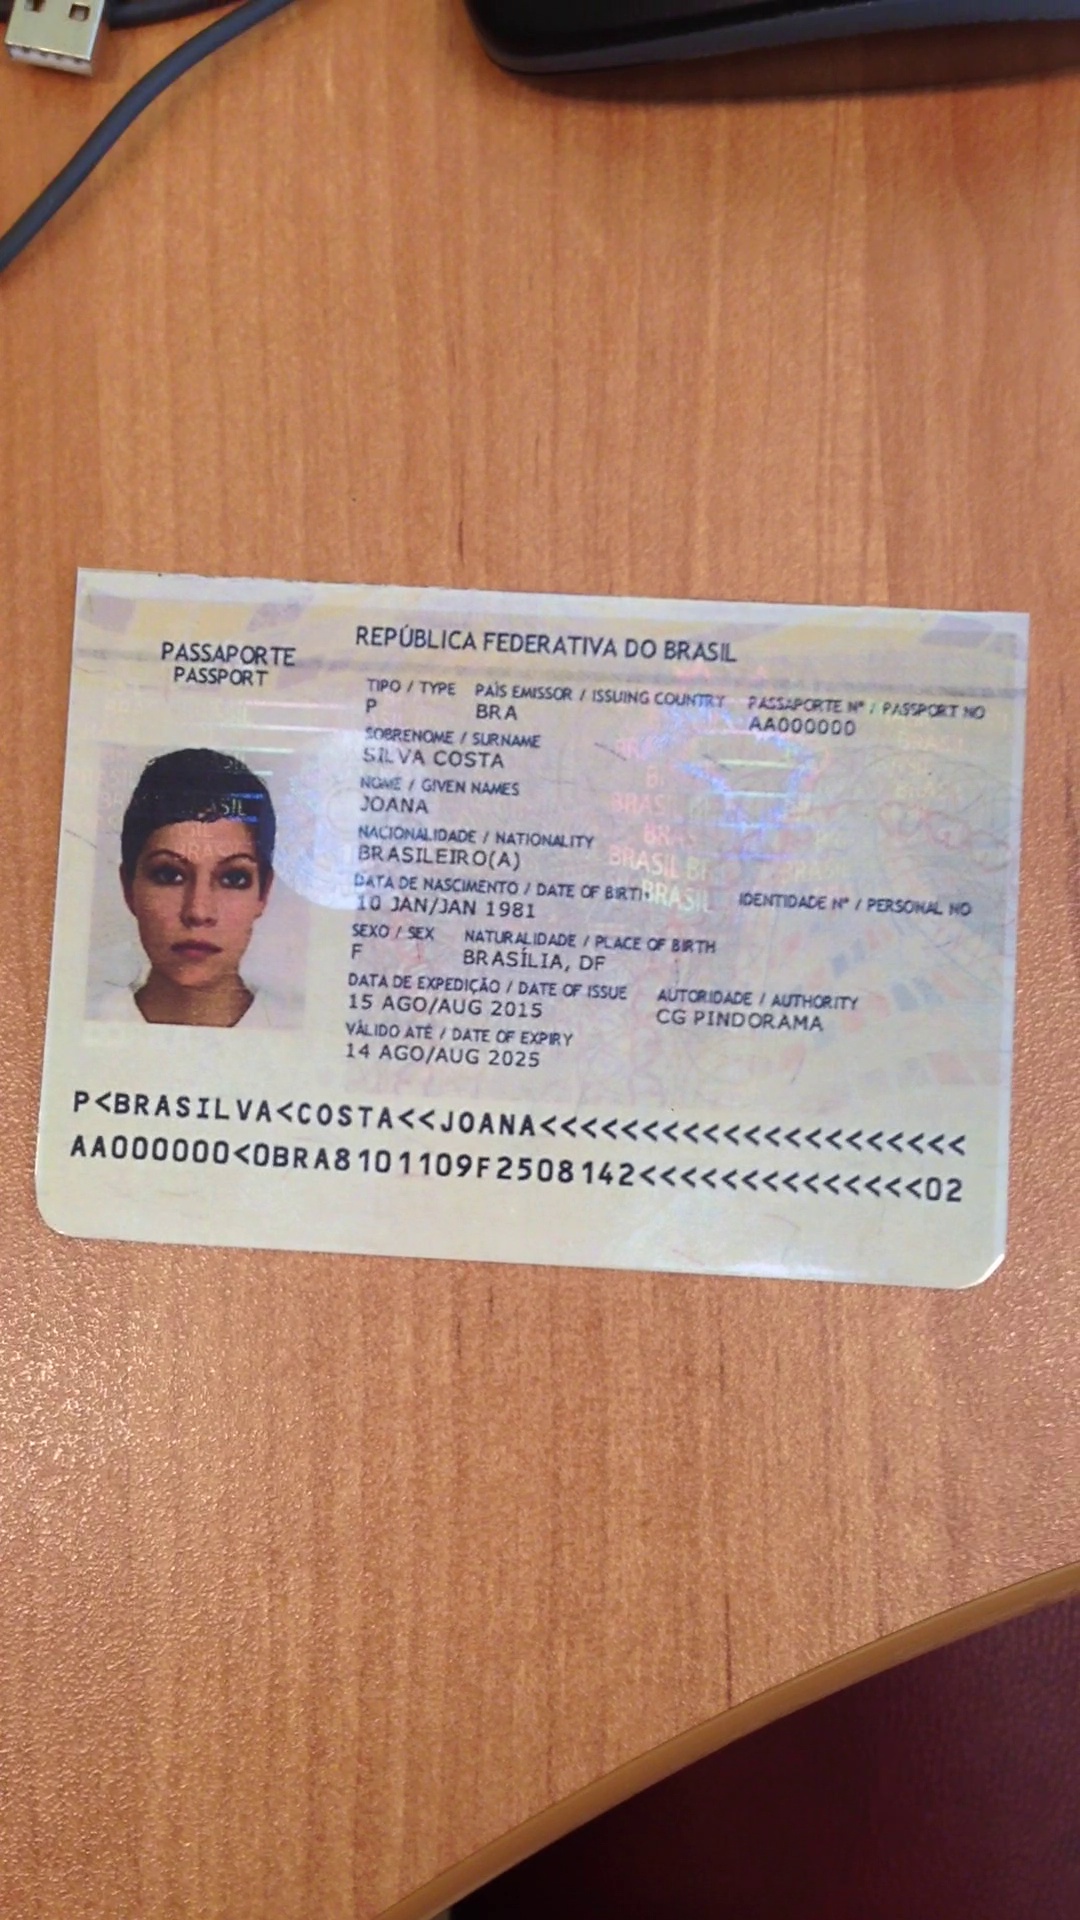 REPÚBLICA FEDERATIVA DO BRASIL
PASSAPORTE
PASSPORT
TIPO / TYPE PAÍS EMISSOR / ISSUING COUNTRY PASSAPORTE Nº / PASSPORT NO
P BRA AA000000
SOBRENOME / SURNAME
SILVA COSTA
NOME / GIVEN NAMES
JOANA
NACIONALIDADE / NATIONALITY
BRASILEIRO(A)
DATA DE NASCIMENTO / DATE OF BIRTH IDENTIDADE Nº / PERSONAL NO
10 JAN/JAN 1981
SEXO / SEX NATURALIDADE / PLACE OF BIRTH
F BRASÍLIA, DF
DATA DE EXPEDIÇÃO / DATE OF ISSUE AUTORIDADE / AUTHORITY
15 AGO/AUG 2015 CG PINDORAMA
VÁLIDO ATÉ / DATE OF EXPIRY
14 AGO/AUG 2025
P<BRASILVA<COSTA<<JOANA<<<<<<<<<<<<<<<<<<<<<
AA000000<0BRA8101109F2508142<<<<<<<<<<<<<<02